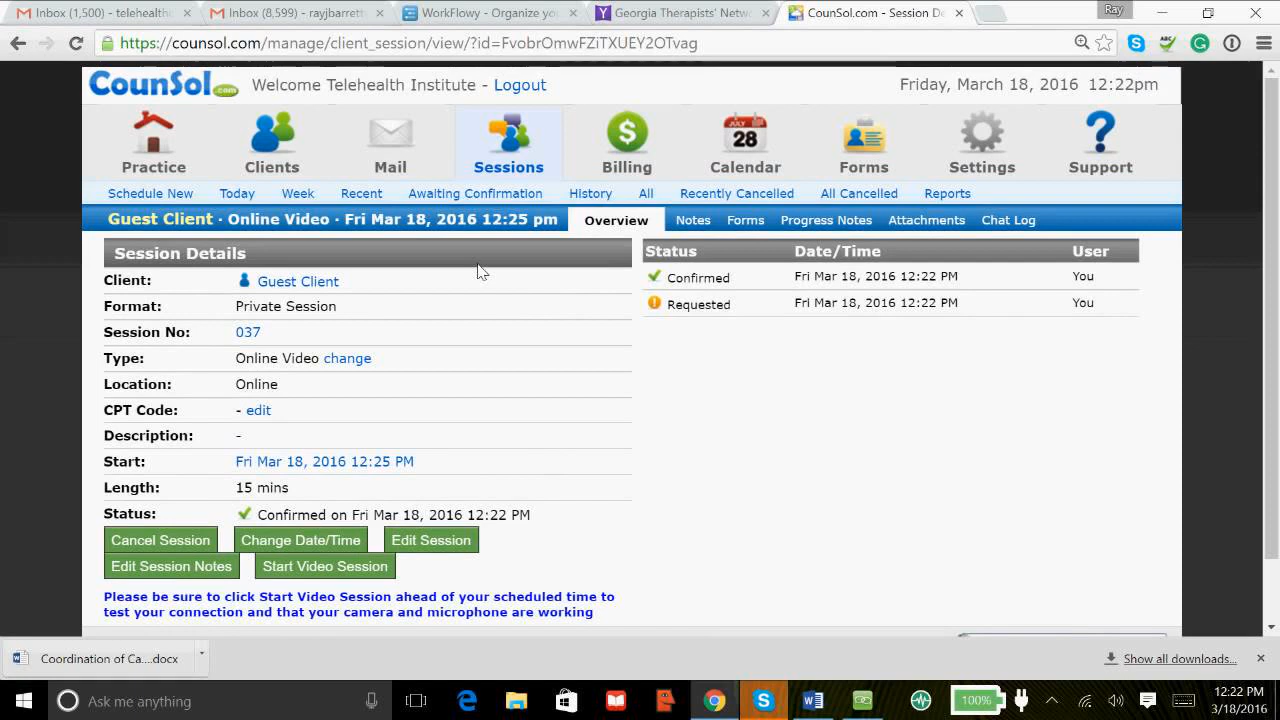 Inbox (1,500) - telehealth
Inbox (8,599) - rayjbarrett
WorkFlowy - Organize yo
Georgia Therapists' Netw
CounSol.com - Session De
Ray
https://counsol.com/manage/client_session/view/?id=FvobrOmwFZiTXUEY2OTvag
CounSol.com
Welcome Telehealth Institute - Logout
Friday, March 18, 2016 12:22pm
JULY
28
Practice Clients Mail Sessions Billing Calendar Forms Settings Support
Schedule New Today Week Recent Awaiting Confirmation History All Recently Cancelled All Cancelled Reports
Guest Client · Online Video · Fri Mar 18, 2016 12:25 pm
Overview Notes Forms Progress Notes Attachments Chat Log
Session Details
Client: Guest Client
Format: Private Session
Session No: 037
Type: Online Video change
Location: Online
CPT Code: - edit
Description: -
Start: Fri Mar 18, 2016 12:25 PM
Length: 15 mins
Status: Confirmed on Fri Mar 18, 2016 12:22 PM
Cancel Session Change Date/Time Edit Session
Edit Session Notes Start Video Session
Please be sure to click Start Video Session ahead of your scheduled time to
test your connection and that your camera and microphone are working
Status Date/Time User
Confirmed Fri Mar 18, 2016 12:22 PM You
Requested Fri Mar 18, 2016 12:22 PM You
Coordination of Ca....docx
Show all downloads...
Ask me anything
100%
12:22 PM
3/18/2016